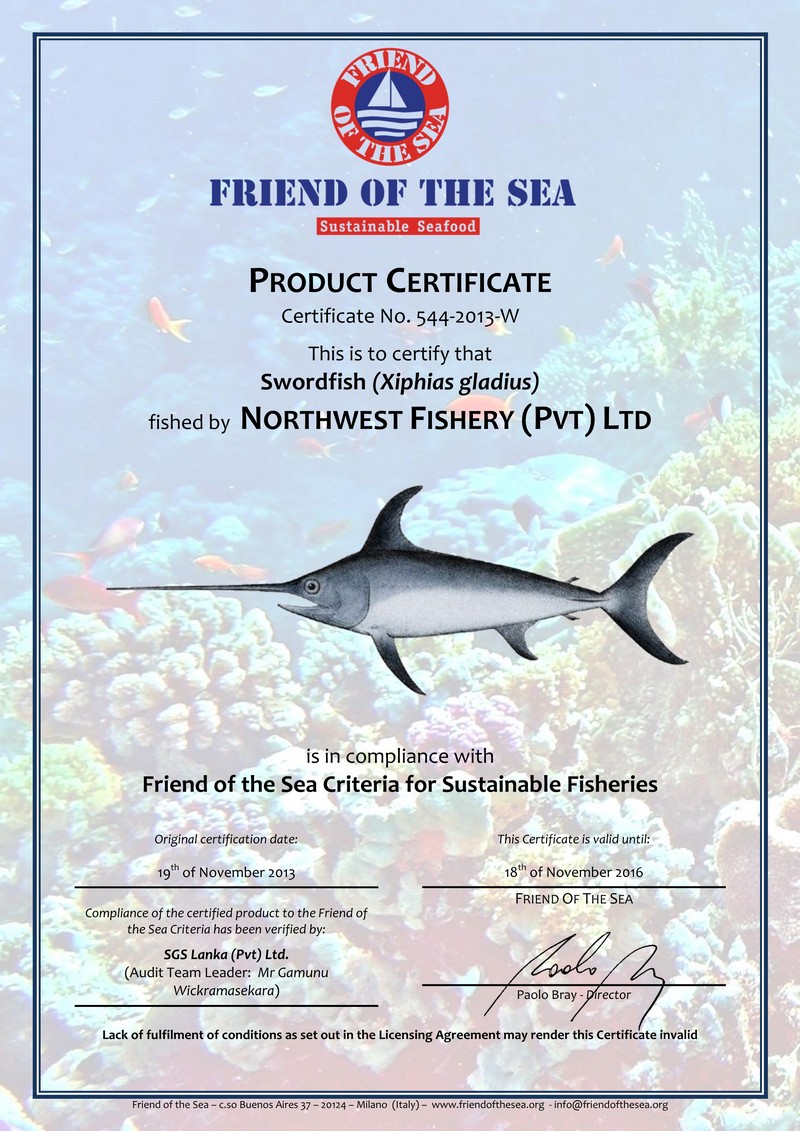 FRIEND
OF THE SEA
FRIEND OF THE SEA
Sustainable Seafood
PRODUCT CERTIFICATE
Certificate No. 544-2013-W
This is to certify that
Swordfish (Xiphias gladius)
fished by NORTHWEST FISHERY (PVT) LTD
is in compliance with
Friend of the Sea Criteria for Sustainable Fisheries
Original certification date:
19th of November 2013
Compliance of the certified product to the Friend of
the Sea Criteria has been verified by:
SGS Lanka (Pvt) Ltd.
(Audit Team Leader: Mr Gamunu
Wickramasekara)
This Certificate is valid until:
18th of November 2016
FRIEND OF THE SEA
Paolo Bray - Director
Lack of fulfilment of conditions as set out in the Licensing Agreement may render this Certificate invalid
Friend of the Sea – c.so Buenos Aires 37 – 20124 – Milano (Italy) – www.friendofthesea.org - info@friendofthesea.org